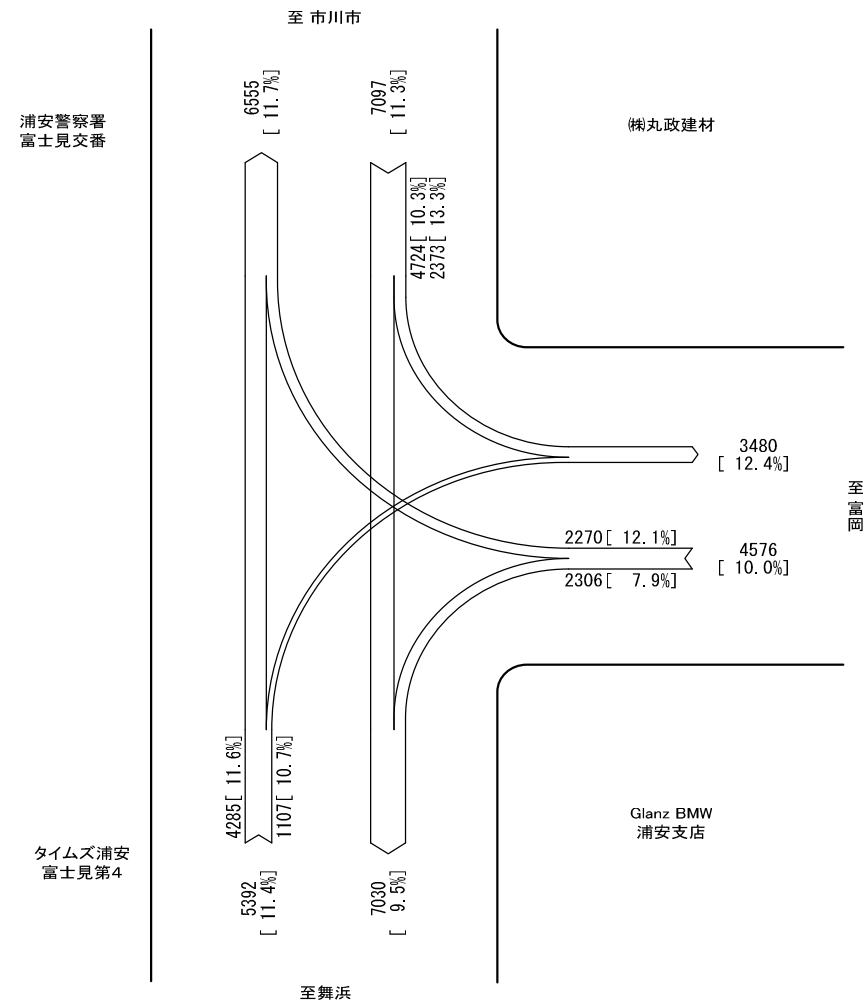 至 市川市
6555
[ 11.7%]
7097
[ 11.3%]
浦安警察署
富士見交番
㈱丸政建材
4724[ 10.3%]
2373[ 13.3%]
3480
[ 12.4%]
至富岡
2270[ 12.1%]
2306[ 7.9%]
4576
[ 10.0%]
4285[ 11.6%]
1107[ 10.7%]
Glanz BMW
浦安支店
タイムズ浦安
富士見第4
5392
[ 11.4%]
7030
[ 9.5%]
至舞浜